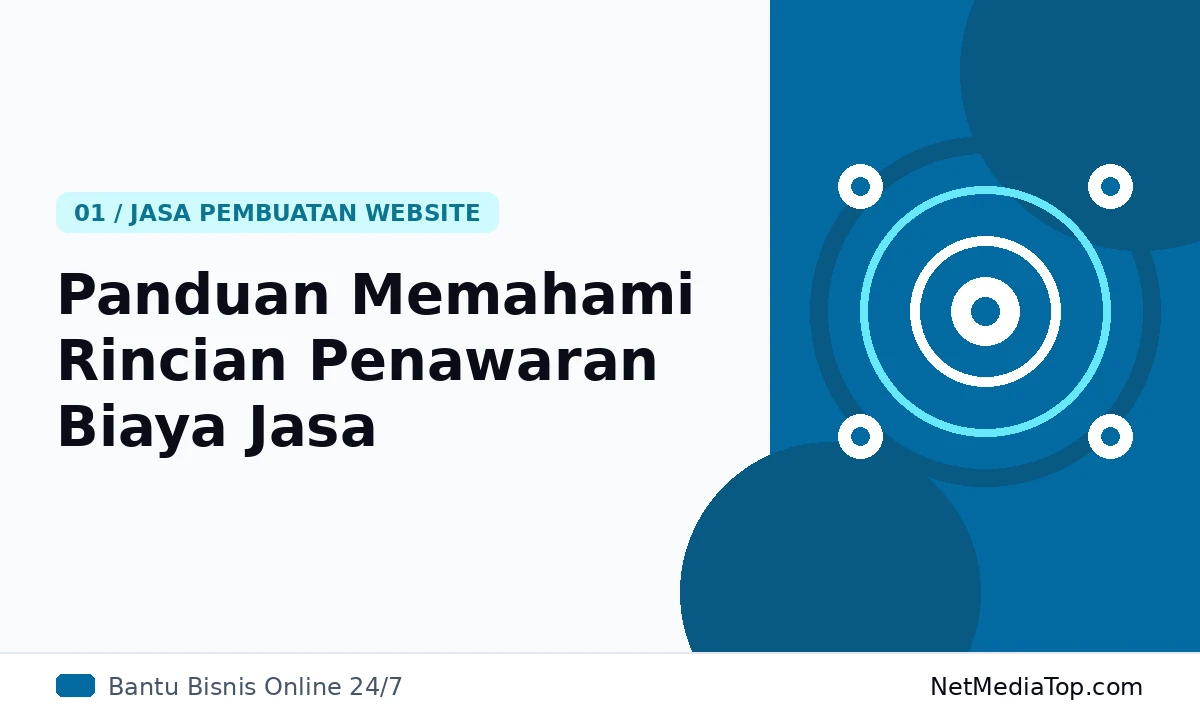 01 / JASA PEMBUATAN WEBSITE
Panduan Memahami
Rincian Penawaran
Biaya Jasa
Bantu Bisnis Online 24/7
NetMediaTop.com